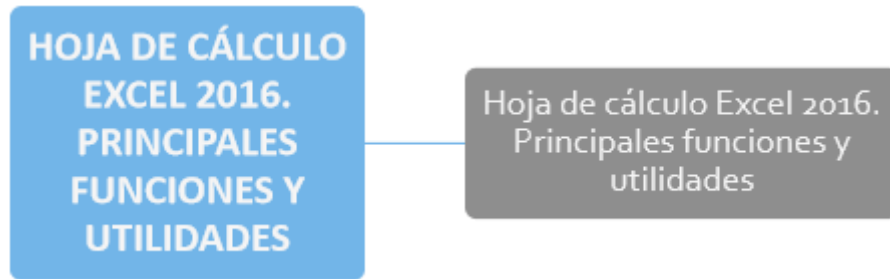 HOJA DE CÁLCULO
EXCEL 2016.
PRINCIPALES
FUNCIONES Y
UTILIDADES
Hoja de cálculo Excel 2016.
Principales funciones y
utilidades